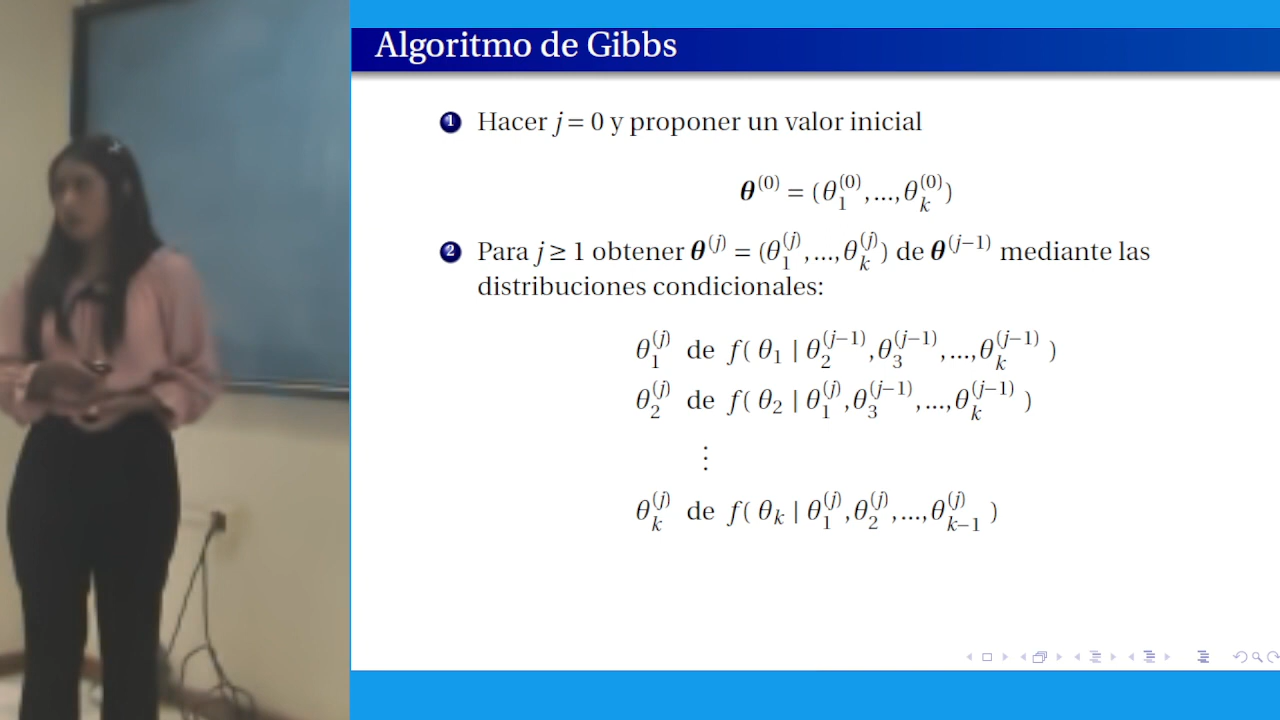 Algoritmo de Gibbs
1 Hacer j = 0 y proponer un valor inicial
θ^(0) = (θ_1^(0), ..., θ_k^(0))
2 Para j ≥ 1 obtener θ^(j) = (θ_1^(j), ..., θ_k^(j)) de θ^(j−1) mediante las
distribuciones condicionales:
θ_1^(j) de f( θ_1 | θ_2^(j−1), θ_3^(j−1), ..., θ_k^(j−1) )
θ_2^(j) de f( θ_2 | θ_1^(j), θ_3^(j−1), ..., θ_k^(j−1) )
⋮
θ_k^(j) de f( θ_k | θ_1^(j), θ_2^(j), ..., θ_{k−1}^(j) )